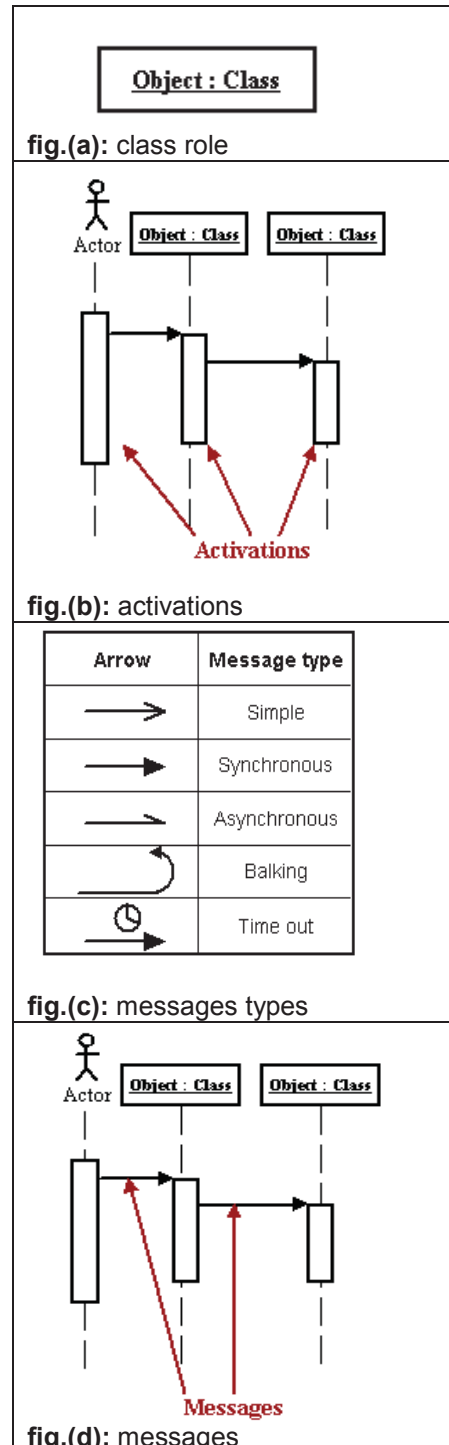 Object : Class
fig.(a): class role
Actor
Object : Class
Object : Class
Activations
fig.(b): activations
Arrow Message type
Simple
Synchronous
Asynchronous
Balking
Time out
fig.(c): messages types
Actor
Object : Class
Object : Class
Messages
fig.(d): messages